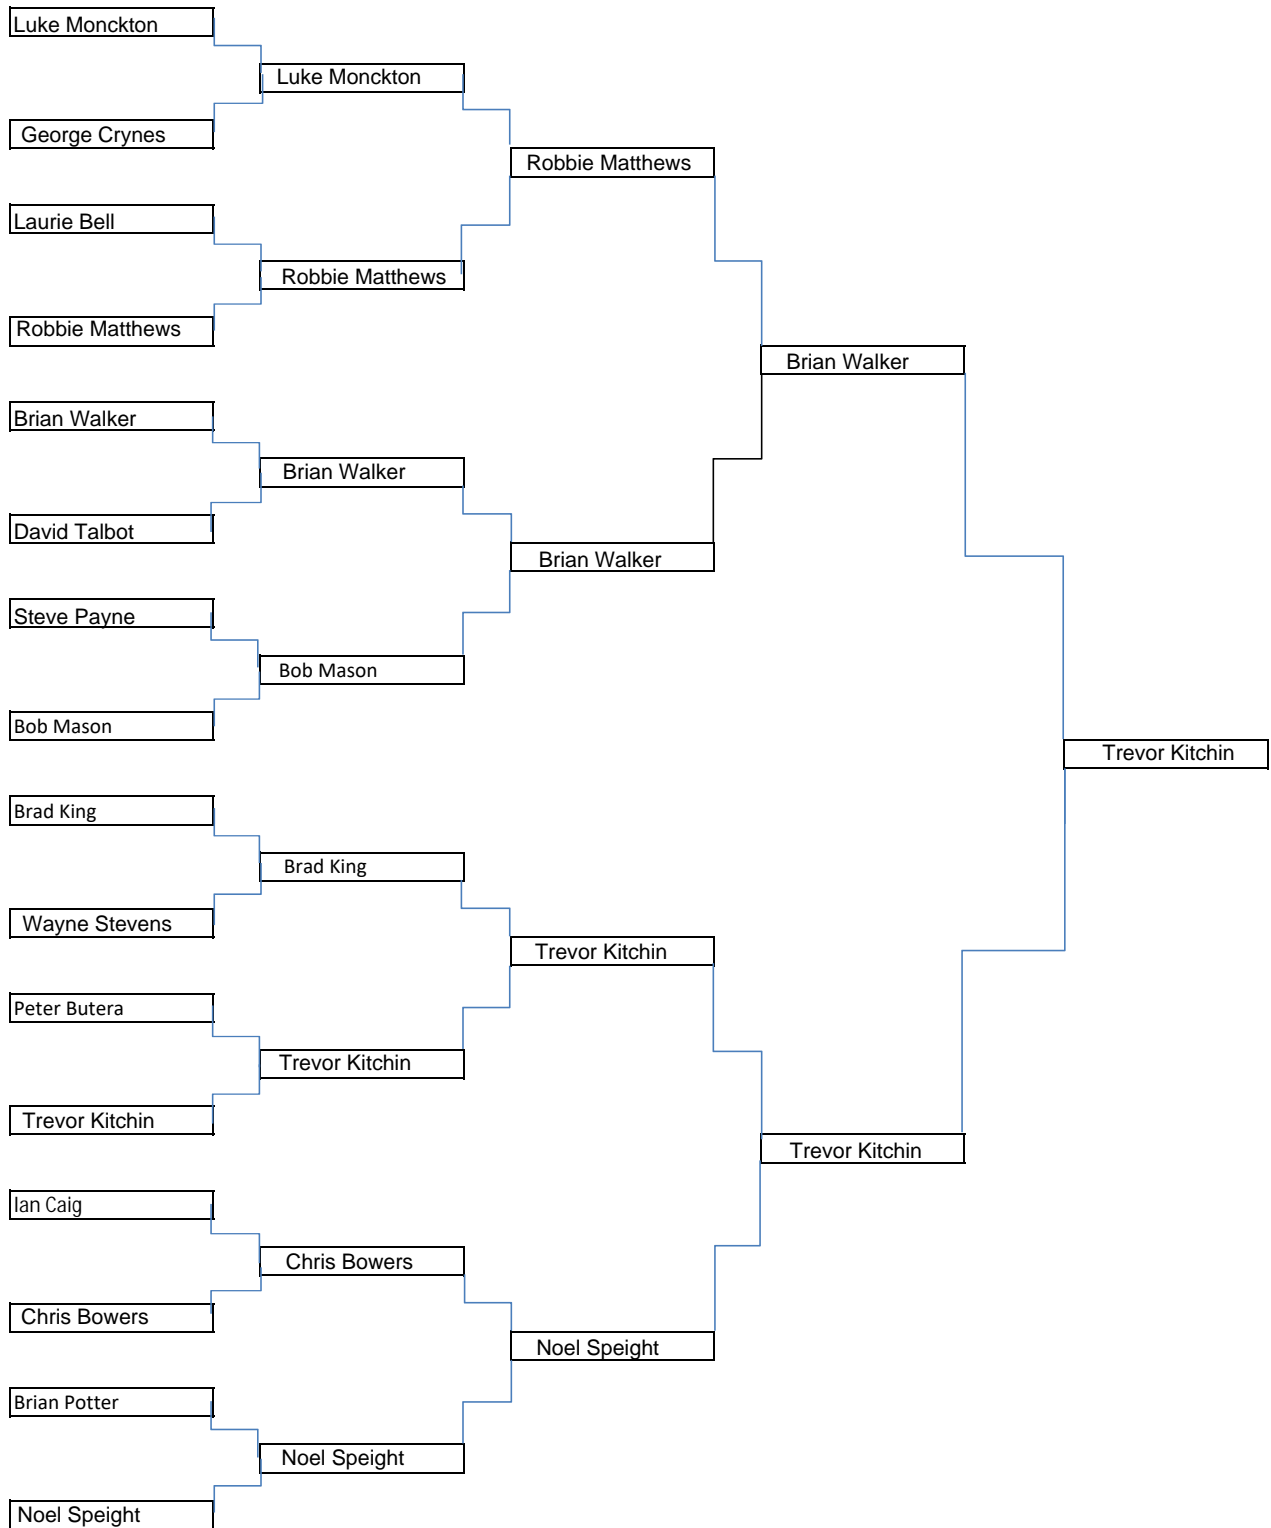 Luke Monckton
Luke Monckton
George Crynes
Robbie Matthews
Laurie Bell
Robbie Matthews
Robbie Matthews
Brian Walker
Brian Walker
Brian Walker
David Talbot
Brian Walker
Steve Payne
Bob Mason
Bob Mason
Trevor Kitchin
Brad King
Brad King
Wayne Stevens
Trevor Kitchin
Peter Butera
Trevor Kitchin
Trevor Kitchin
Trevor Kitchin
Ian Caig
Chris Bowers
Chris Bowers
Noel Speight
Brian Potter
Noel Speight
Noel Speight